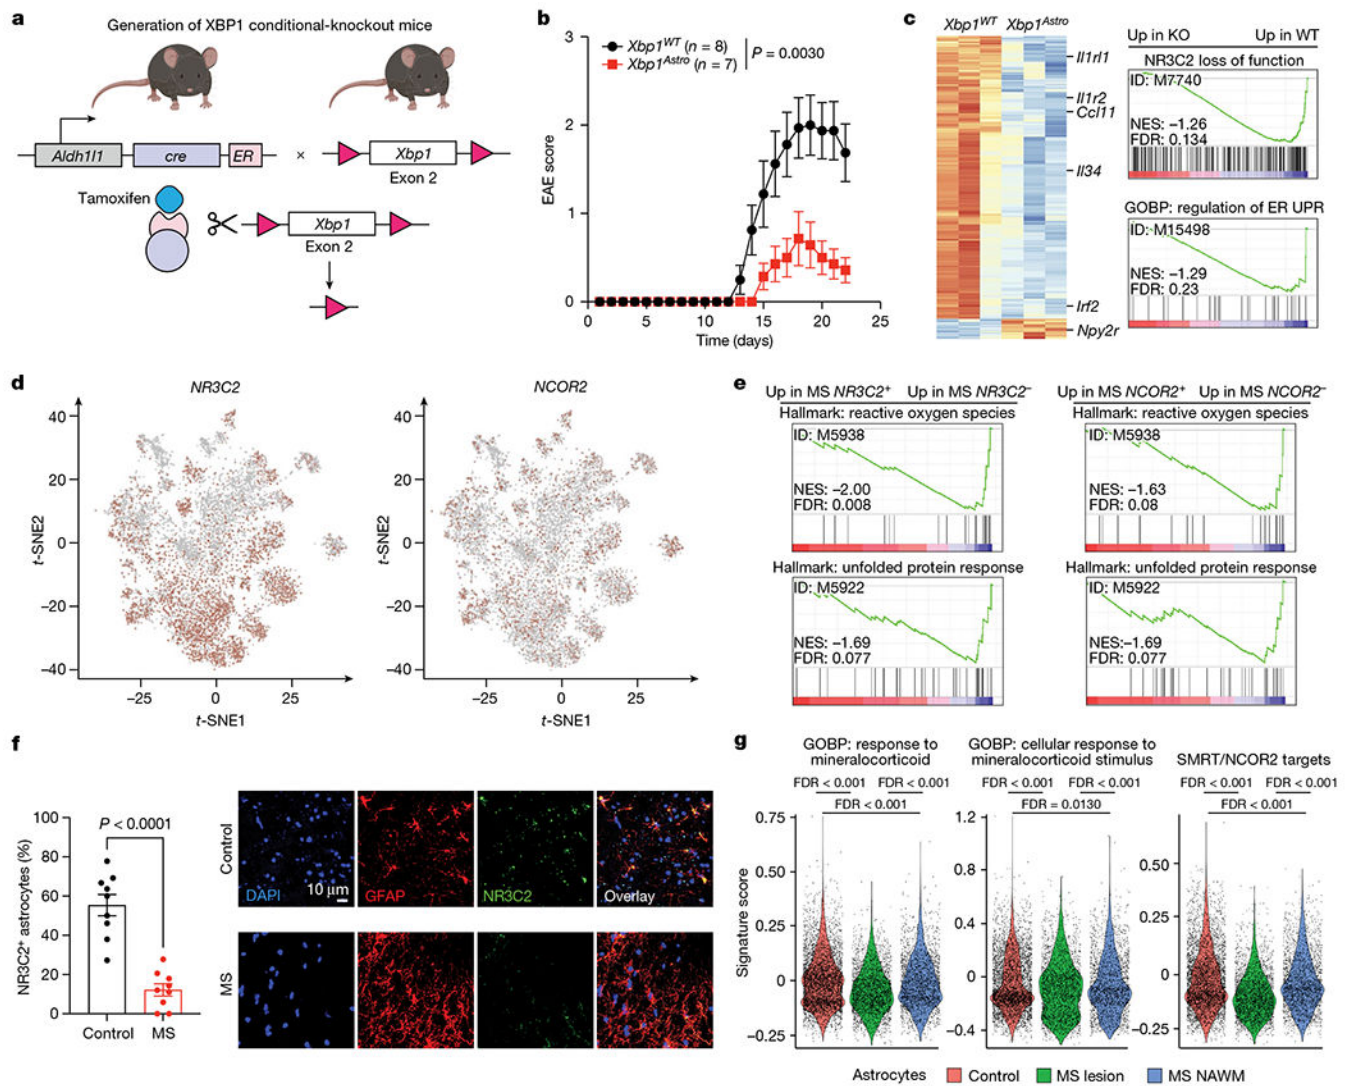 a
Generation of XBP1 conditional-knockout mice
Aldh1l1
cre
ER
×
Xbp1
Exon 2
Tamoxifen
Xbp1
Exon 2
b
Xbp1WT (n = 8)
Xbp1Astro (n = 7)
P = 0.0030
3
2
1
0
EAE score
0 5 10 15 20 25
Time (days)
c
Xbp1WT Xbp1Astro
Il1rl1
Il1r2
Ccl11
Il34
Irf2
Npy2r
Up in KO Up in WT
NR3C2 loss of function
ID: M7740
NES: −1.26
FDR: 0.134
GOBP: regulation of ER UPR
ID: M15498
NES: −1.29
FDR: 0.23
d
NR3C2
40
20
0
−20
−40
t-SNE2
−25 0 25
t-SNE1
NCOR2
40
20
0
−20
−40
t-SNE2
−25 0 25
t-SNE1
e
Up in MS NR3C2+ Up in MS NR3C2−
Hallmark: reactive oxygen species
ID: M5938
NES: −2.00
FDR: 0.008
Hallmark: unfolded protein response
ID: M5922
NES: −1.69
FDR: 0.077
Up in MS NCOR2+ Up in MS NCOR2−
Hallmark: reactive oxygen species
ID: M5938
NES: −1.63
FDR: 0.08
Hallmark: unfolded protein response
ID: M5922
NES:−1.69
FDR: 0.077
f
P < 0.0001
100
80
60
40
20
0
NR3C2+ astrocytes (%)
Control MS
Control
DAPI
10 µm
GFAP
NR3C2
Overlay
MS
g
GOBP: response to
mineralocorticoid
FDR < 0.001 FDR < 0.001
FDR < 0.001
0.75
0.50
0.25
0
−0.25
Signature score
GOBP: cellular response to
mineralocorticoid stimulus
FDR < 0.001 FDR < 0.001
FDR = 0.0130
1.2
0.8
0.4
0
−0.4
SMRT/NCOR2 targets
FDR < 0.001 FDR < 0.001
FDR < 0.001
0.50
0.25
0
−0.25
Astrocytes Control MS lesion MS NAWM